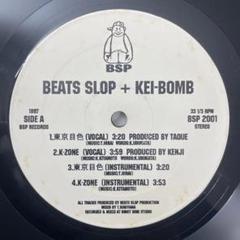 BSP
BEATS SLOP + KEI-BOMB
1997
SIDE A
BSP RECORDS
33 1/3 RPM
BSP 2001
STEREO
1.東京目色 (VOCAL) 3:20 PRODUCED BY TAQUE
2.K-ZONE (VOCAL) 3:59 PRODUCED BY KENJI
3.東京目色 (INSTRUMENTAL) 3:20
4.K-ZONE (INSTRUMENTAL) 3:53
ALL TRACKS PRODUCED BY BEATS SLOP PRODUCTION